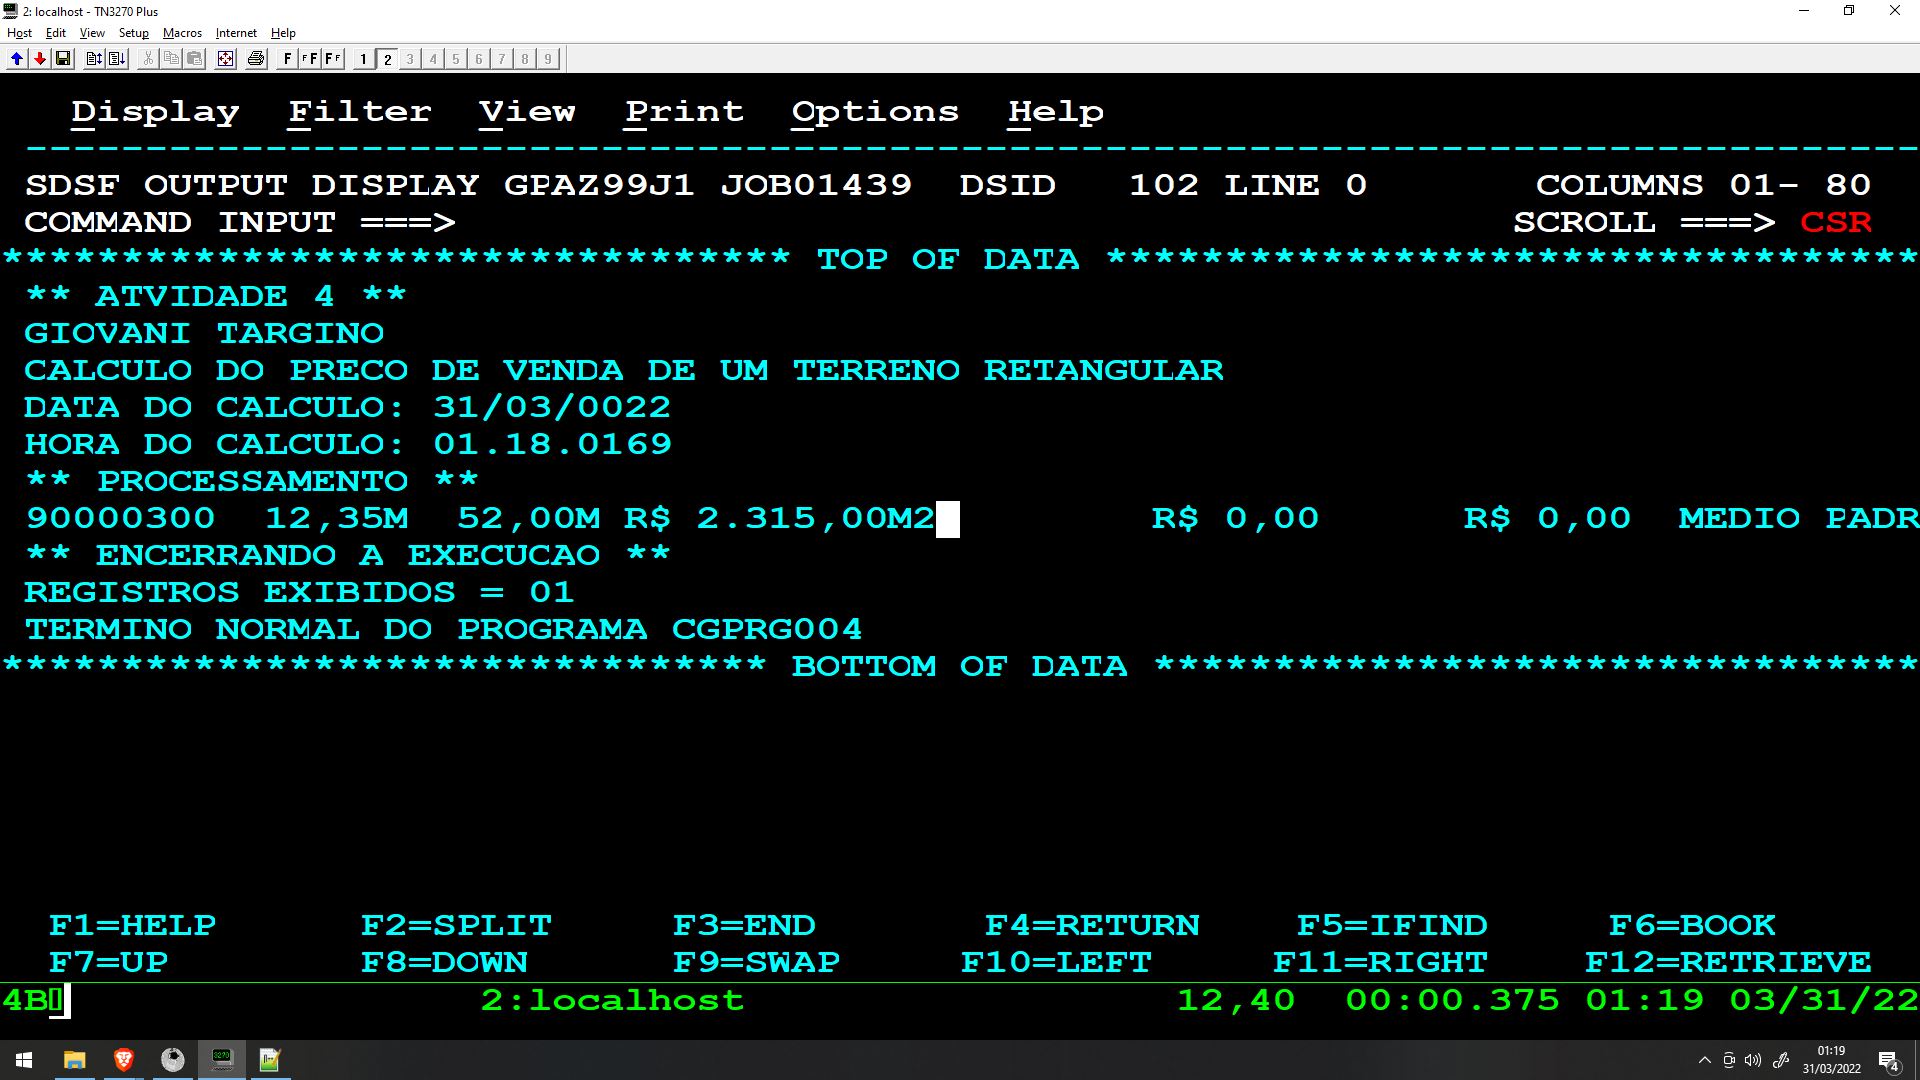 2: localhost - TN3270 Plus
Host Edit View Setup Macros Internet Help
F FF FF 1 2 3 4 5 6 7 8 9
Display Filter View Print Options Help
--------------------------------------------------------------------------------
SDSF OUTPUT DISPLAY GPAZ99J1 JOB01439 DSID 102 LINE 0 COLUMNS 01- 80
COMMAND INPUT ===> SCROLL ===> CSR
********************************* TOP OF DATA **********************************
** ATVIDADE 4 **
GIOVANI TARGINO
CALCULO DO PRECO DE VENDA DE UM TERRENO RETANGULAR
DATA DO CALCULO: 31/03/0022
HORA DO CALCULO: 01.18.0169
** PROCESSAMENTO **
90000300 12,35M 52,00M R$ 2.315,00M2 R$ 0,00 R$ 0,00 MEDIO PADR
** ENCERRANDO A EXECUCAO **
REGISTROS EXIBIDOS = 01
TERMINO NORMAL DO PROGRAMA CGPRG004
******************************** BOTTOM OF DATA ********************************
F1=HELP F2=SPLIT F3=END F4=RETURN F5=IFIND F6=BOOK
F7=UP F8=DOWN F9=SWAP F10=LEFT F11=RIGHT F12=RETRIEVE
4B 2:localhost 12,40 00:00.375 01:19 03/31/22
3270
01:19
31/03/2022
4